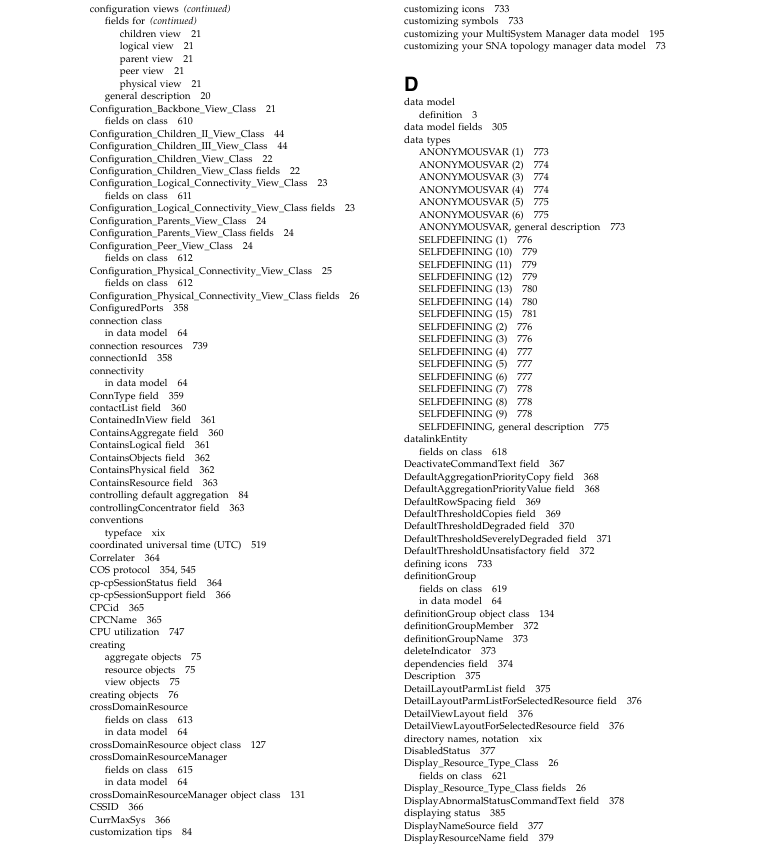 configuration views (continued)
fields for (continued)
children view 21
logical view 21
parent view 21
peer view 21
physical view 21
general description 20
Configuration_Backbone_View_Class 21
fields on class 610
Configuration_Children_II_View_Class 44
Configuration_Children_III_View_Class 44
Configuration_Children_View_Class 22
Configuration_Children_View_Class fields 22
Configuration_Logical_Connectivity_View_Class 23
fields on class 611
Configuration_Logical_Connectivity_View_Class fields 23
Configuration_Parents_View_Class 24
Configuration_Parents_View_Class fields 24
Configuration_Peer_View_Class 24
fields on class 612
Configuration_Physical_Connectivity_View_Class 25
fields on class 612
Configuration_Physical_Connectivity_View_Class fields 26
ConfiguredPorts 358
connection class
in data model 64
connection resources 739
connectionId 358
connectivity
in data model 64
ConnType field 359
contactList field 360
ContainedInView field 361
ContainsAggregate field 360
ContainsLogical field 361
ContainsObjects field 362
ContainsPhysical field 362
ContainsResource field 363
controlling default aggregation 84
controllingConcentrator field 363
conventions
typeface xix
coordinated universal time (UTC) 519
Correlater 364
COS protocol 354, 545
cp-cpSessionStatus field 364
cp-cpSessionSupport field 366
CPCid 365
CPCName 365
CPU utilization 747
creating
aggregate objects 75
resource objects 75
view objects 75
creating objects 76
crossDomainResource
fields on class 613
in data model 64
crossDomainResource object class 127
crossDomainResourceManager
fields on class 615
in data model 64
crossDomainResourceManager object class 131
CSSID 366
CurrMaxSys 366
customization tips 84
customizing icons 733
customizing symbols 733
customizing your MultiSystem Manager data model 195
customizing your SNA topology manager data model 73
D
data model
definition 3
data model fields 305
data types
ANONYMOUSVAR (1) 773
ANONYMOUSVAR (2) 774
ANONYMOUSVAR (3) 774
ANONYMOUSVAR (4) 774
ANONYMOUSVAR (5) 775
ANONYMOUSVAR (6) 775
ANONYMOUSVAR, general description 773
SELFDEFINING (1) 776
SELFDEFINING (10) 779
SELFDEFINING (11) 779
SELFDEFINING (12) 779
SELFDEFINING (13) 780
SELFDEFINING (14) 780
SELFDEFINING (15) 781
SELFDEFINING (2) 776
SELFDEFINING (3) 776
SELFDEFINING (4) 777
SELFDEFINING (5) 777
SELFDEFINING (6) 777
SELFDEFINING (7) 778
SELFDEFINING (8) 778
SELFDEFINING (9) 778
SELFDEFINING, general description 775
datalinkEntity
fields on class 618
DeactivateCommandText field 367
DefaultAggregationPriorityCopy field 368
DefaultAggregationPriorityValue field 368
DefaultRowSpacing field 369
DefaultThresholdCopies field 369
DefaultThresholdDegraded field 370
DefaultThresholdSeverelyDegraded field 371
DefaultThresholdUnsatisfactory field 372
defining icons 733
definitionGroup
fields on class 619
in data model 64
definitionGroup object class 134
definitionGroupMember 372
definitionGroupName 373
deleteIndicator 373
dependencies field 374
Description 375
DetailLayoutParmList field 375
DetailLayoutParmListForSelectedResource field 376
DetailViewLayout field 376
DetailViewLayoutForSelectedResource field 376
directory names, notation xix
DisabledStatus 377
Display_Resource_Type_Class 26
fields on class 621
Display_Resource_Type_Class fields 26
DisplayAbnormalStatusCommandText field 378
displaying status 385
DisplayNameSource field 377
DisplayResourceName field 379